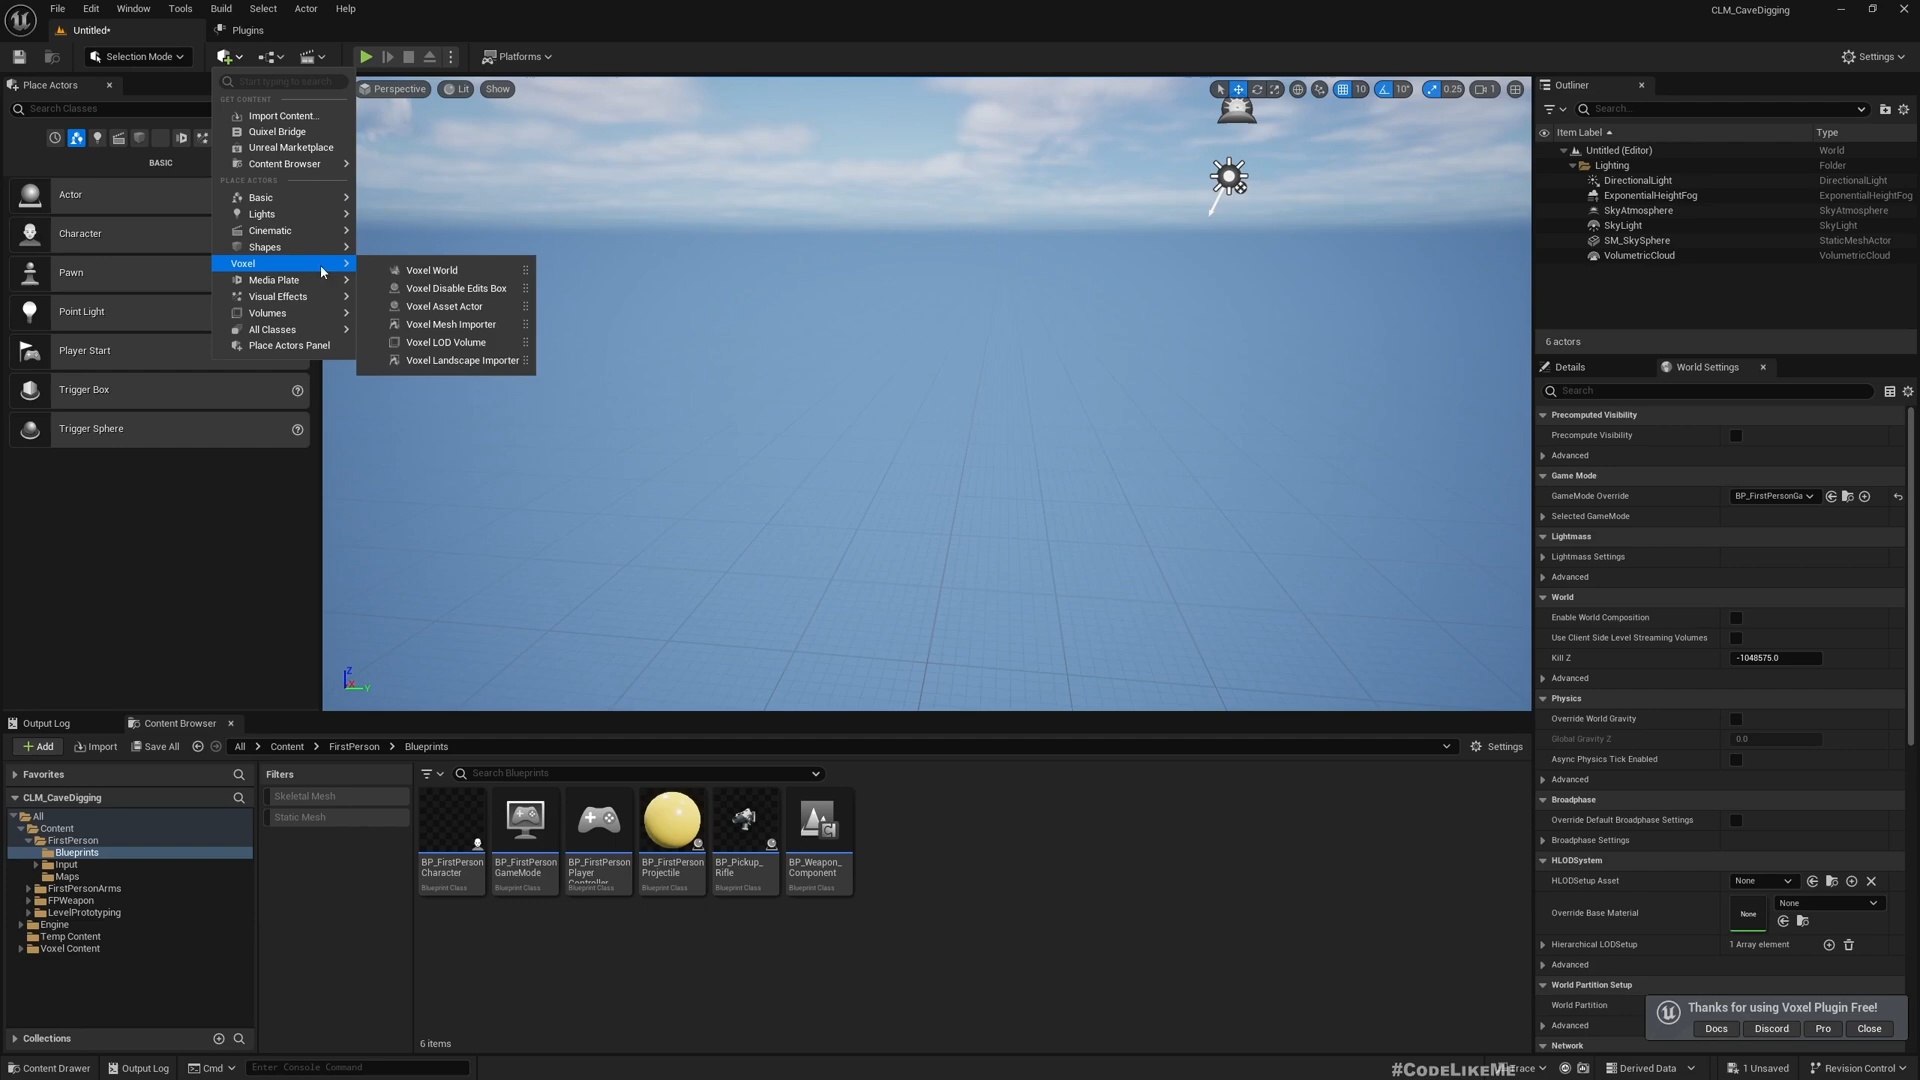 File Edit Window Tools Build Select Actor Help
CLM_CaveDigging
Untitled*
Plugins
Selection Mode
Platforms
Settings
Place Actors
Search Classes
BASIC
Actor
Character
Pawn
Point Light
Player Start
Trigger Box
Trigger Sphere
Start typing to search
GET CONTENT
Import Content...
Quixel Bridge
Unreal Marketplace
Content Browser
PLACE ACTORS
Basic
Lights
Cinematic
Shapes
Voxel
Media Plate
Visual Effects
Volumes
All Classes
Place Actors Panel
Voxel World
Voxel Disable Edits Box
Voxel Asset Actor
Voxel Mesh Importer
Voxel LOD Volume
Voxel Landscape Importer
Perspective
Lit
Show
10
10°
0.25
1
Z
X
Y
Outliner
Search...
Item Label
Type
Untitled (Editor) World
Lighting Folder
DirectionalLight DirectionalLight
ExponentialHeightFog ExponentialHeightFog
SkyAtmosphere SkyAtmosphere
SkyLight SkyLight
SM_SkySphere StaticMeshActor
VolumetricCloud VolumetricCloud
6 actors
Details
World Settings
Search
Precomputed Visibility
Precompute Visibility
Advanced
Game Mode
GameMode Override BP_FirstPersonGa
Selected GameMode
Lightmass
Lightmass Settings
Advanced
World
Enable World Composition
Use Client Side Level Streaming Volumes
Kill Z -1048575.0
Advanced
Physics
Override World Gravity
Global Gravity Z 0.0
Async Physics Tick Enabled
Advanced
Broadphase
Override Default Broadphase Settings
Broadphase Settings
HLODSystem
HLODSetup Asset None
Override Base Material None None
Hierarchical LODSetup 1 Array element
Advanced
World Partition Setup
World Partition
Advanced
Network
Thanks for using Voxel Plugin Free!
Docs Discord Pro Close
Output Log
Content Browser
Add
Import
Save All
All > Content > FirstPerson > Blueprints
Settings
Favorites
CLM_CaveDigging
All
Content
FirstPerson
Blueprints
Input
Maps
FirstPersonArms
FPWeapon
LevelPrototyping
Engine
Temp Content
Voxel Content
Collections
Filters
Skeletal Mesh
Static Mesh
Search Blueprints
BP_FirstPerson
Character
Blueprint Class
BP_FirstPerson
GameMode
Blueprint Class
BP_FirstPerson
Player
Controller
Blueprint Class
BP_FirstPerson
Projectile
Blueprint Class
BP_Pickup_
Rifle
Blueprint Class
BP_Weapon_
Component
Blueprint Class
6 items
Content Drawer
Output Log
Cmd
Enter Console Command
#CODELIKEME
Trace
Derived Data
1 Unsaved
Revision Control